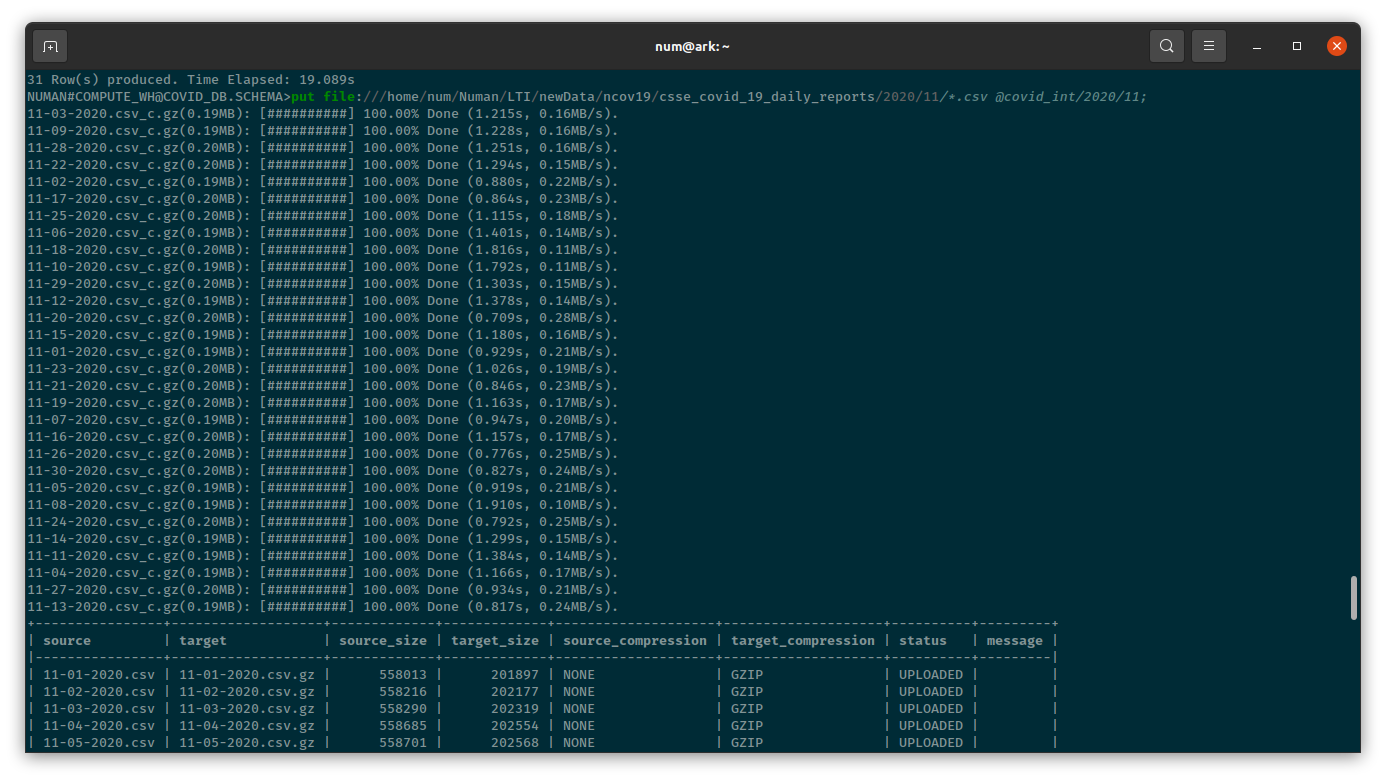 num@ark: ~
31 Row(s) produced. Time Elapsed: 19.089s
NUMAN#COMPUTE_WH@COVID_DB.SCHEMA>put file:///home/num/Numan/LTI/newData/ncov19/csse_covid_19_daily_reports/2020/11/*.csv @covid_int/2020/11;
11-03-2020.csv_c.gz(0.19MB): [##########] 100.00% Done (1.215s, 0.16MB/s).
11-09-2020.csv_c.gz(0.19MB): [##########] 100.00% Done (1.228s, 0.16MB/s).
11-28-2020.csv_c.gz(0.20MB): [##########] 100.00% Done (1.251s, 0.16MB/s).
11-22-2020.csv_c.gz(0.20MB): [##########] 100.00% Done (1.294s, 0.15MB/s).
11-02-2020.csv_c.gz(0.19MB): [##########] 100.00% Done (0.880s, 0.22MB/s).
11-17-2020.csv_c.gz(0.20MB): [##########] 100.00% Done (0.864s, 0.23MB/s).
11-25-2020.csv_c.gz(0.20MB): [##########] 100.00% Done (1.115s, 0.18MB/s).
11-06-2020.csv_c.gz(0.19MB): [##########] 100.00% Done (1.401s, 0.14MB/s).
11-18-2020.csv_c.gz(0.20MB): [##########] 100.00% Done (1.816s, 0.11MB/s).
11-10-2020.csv_c.gz(0.19MB): [##########] 100.00% Done (1.792s, 0.11MB/s).
11-29-2020.csv_c.gz(0.20MB): [##########] 100.00% Done (1.303s, 0.15MB/s).
11-12-2020.csv_c.gz(0.19MB): [##########] 100.00% Done (1.378s, 0.14MB/s).
11-20-2020.csv_c.gz(0.20MB): [##########] 100.00% Done (0.709s, 0.28MB/s).
11-15-2020.csv_c.gz(0.19MB): [##########] 100.00% Done (1.180s, 0.16MB/s).
11-01-2020.csv_c.gz(0.19MB): [##########] 100.00% Done (0.929s, 0.21MB/s).
11-23-2020.csv_c.gz(0.20MB): [##########] 100.00% Done (1.026s, 0.19MB/s).
11-21-2020.csv_c.gz(0.20MB): [##########] 100.00% Done (0.846s, 0.23MB/s).
11-19-2020.csv_c.gz(0.20MB): [##########] 100.00% Done (1.163s, 0.17MB/s).
11-07-2020.csv_c.gz(0.19MB): [##########] 100.00% Done (0.947s, 0.20MB/s).
11-16-2020.csv_c.gz(0.20MB): [##########] 100.00% Done (1.157s, 0.17MB/s).
11-26-2020.csv_c.gz(0.20MB): [##########] 100.00% Done (0.776s, 0.25MB/s).
11-30-2020.csv_c.gz(0.20MB): [##########] 100.00% Done (0.827s, 0.24MB/s).
11-05-2020.csv_c.gz(0.19MB): [##########] 100.00% Done (0.919s, 0.21MB/s).
11-08-2020.csv_c.gz(0.19MB): [##########] 100.00% Done (1.910s, 0.10MB/s).
11-24-2020.csv_c.gz(0.20MB): [##########] 100.00% Done (0.792s, 0.25MB/s).
11-14-2020.csv_c.gz(0.19MB): [##########] 100.00% Done (1.299s, 0.15MB/s).
11-11-2020.csv_c.gz(0.19MB): [##########] 100.00% Done (1.384s, 0.14MB/s).
11-04-2020.csv_c.gz(0.19MB): [##########] 100.00% Done (1.166s, 0.17MB/s).
11-27-2020.csv_c.gz(0.20MB): [##########] 100.00% Done (0.934s, 0.21MB/s).
11-13-2020.csv_c.gz(0.19MB): [##########] 100.00% Done (0.817s, 0.24MB/s).
+----------------+-------------------+-------------+-------------+--------------------+--------------------+----------+---------+
| source         | target            | source_size | target_size | source_compression | target_compression | status   | message |
|----------------+-------------------+-------------+-------------+--------------------+--------------------+----------+---------|
| 11-01-2020.csv | 11-01-2020.csv.gz |      558013 |      201897 | NONE               | GZIP               | UPLOADED |         |
| 11-02-2020.csv | 11-02-2020.csv.gz |      558216 |      202177 | NONE               | GZIP               | UPLOADED |         |
| 11-03-2020.csv | 11-03-2020.csv.gz |      558290 |      202319 | NONE               | GZIP               | UPLOADED |         |
| 11-04-2020.csv | 11-04-2020.csv.gz |      558685 |      202554 | NONE               | GZIP               | UPLOADED |         |
| 11-05-2020.csv | 11-05-2020.csv.gz |      558701 |      202568 | NONE               | GZIP               | UPLOADED |         |